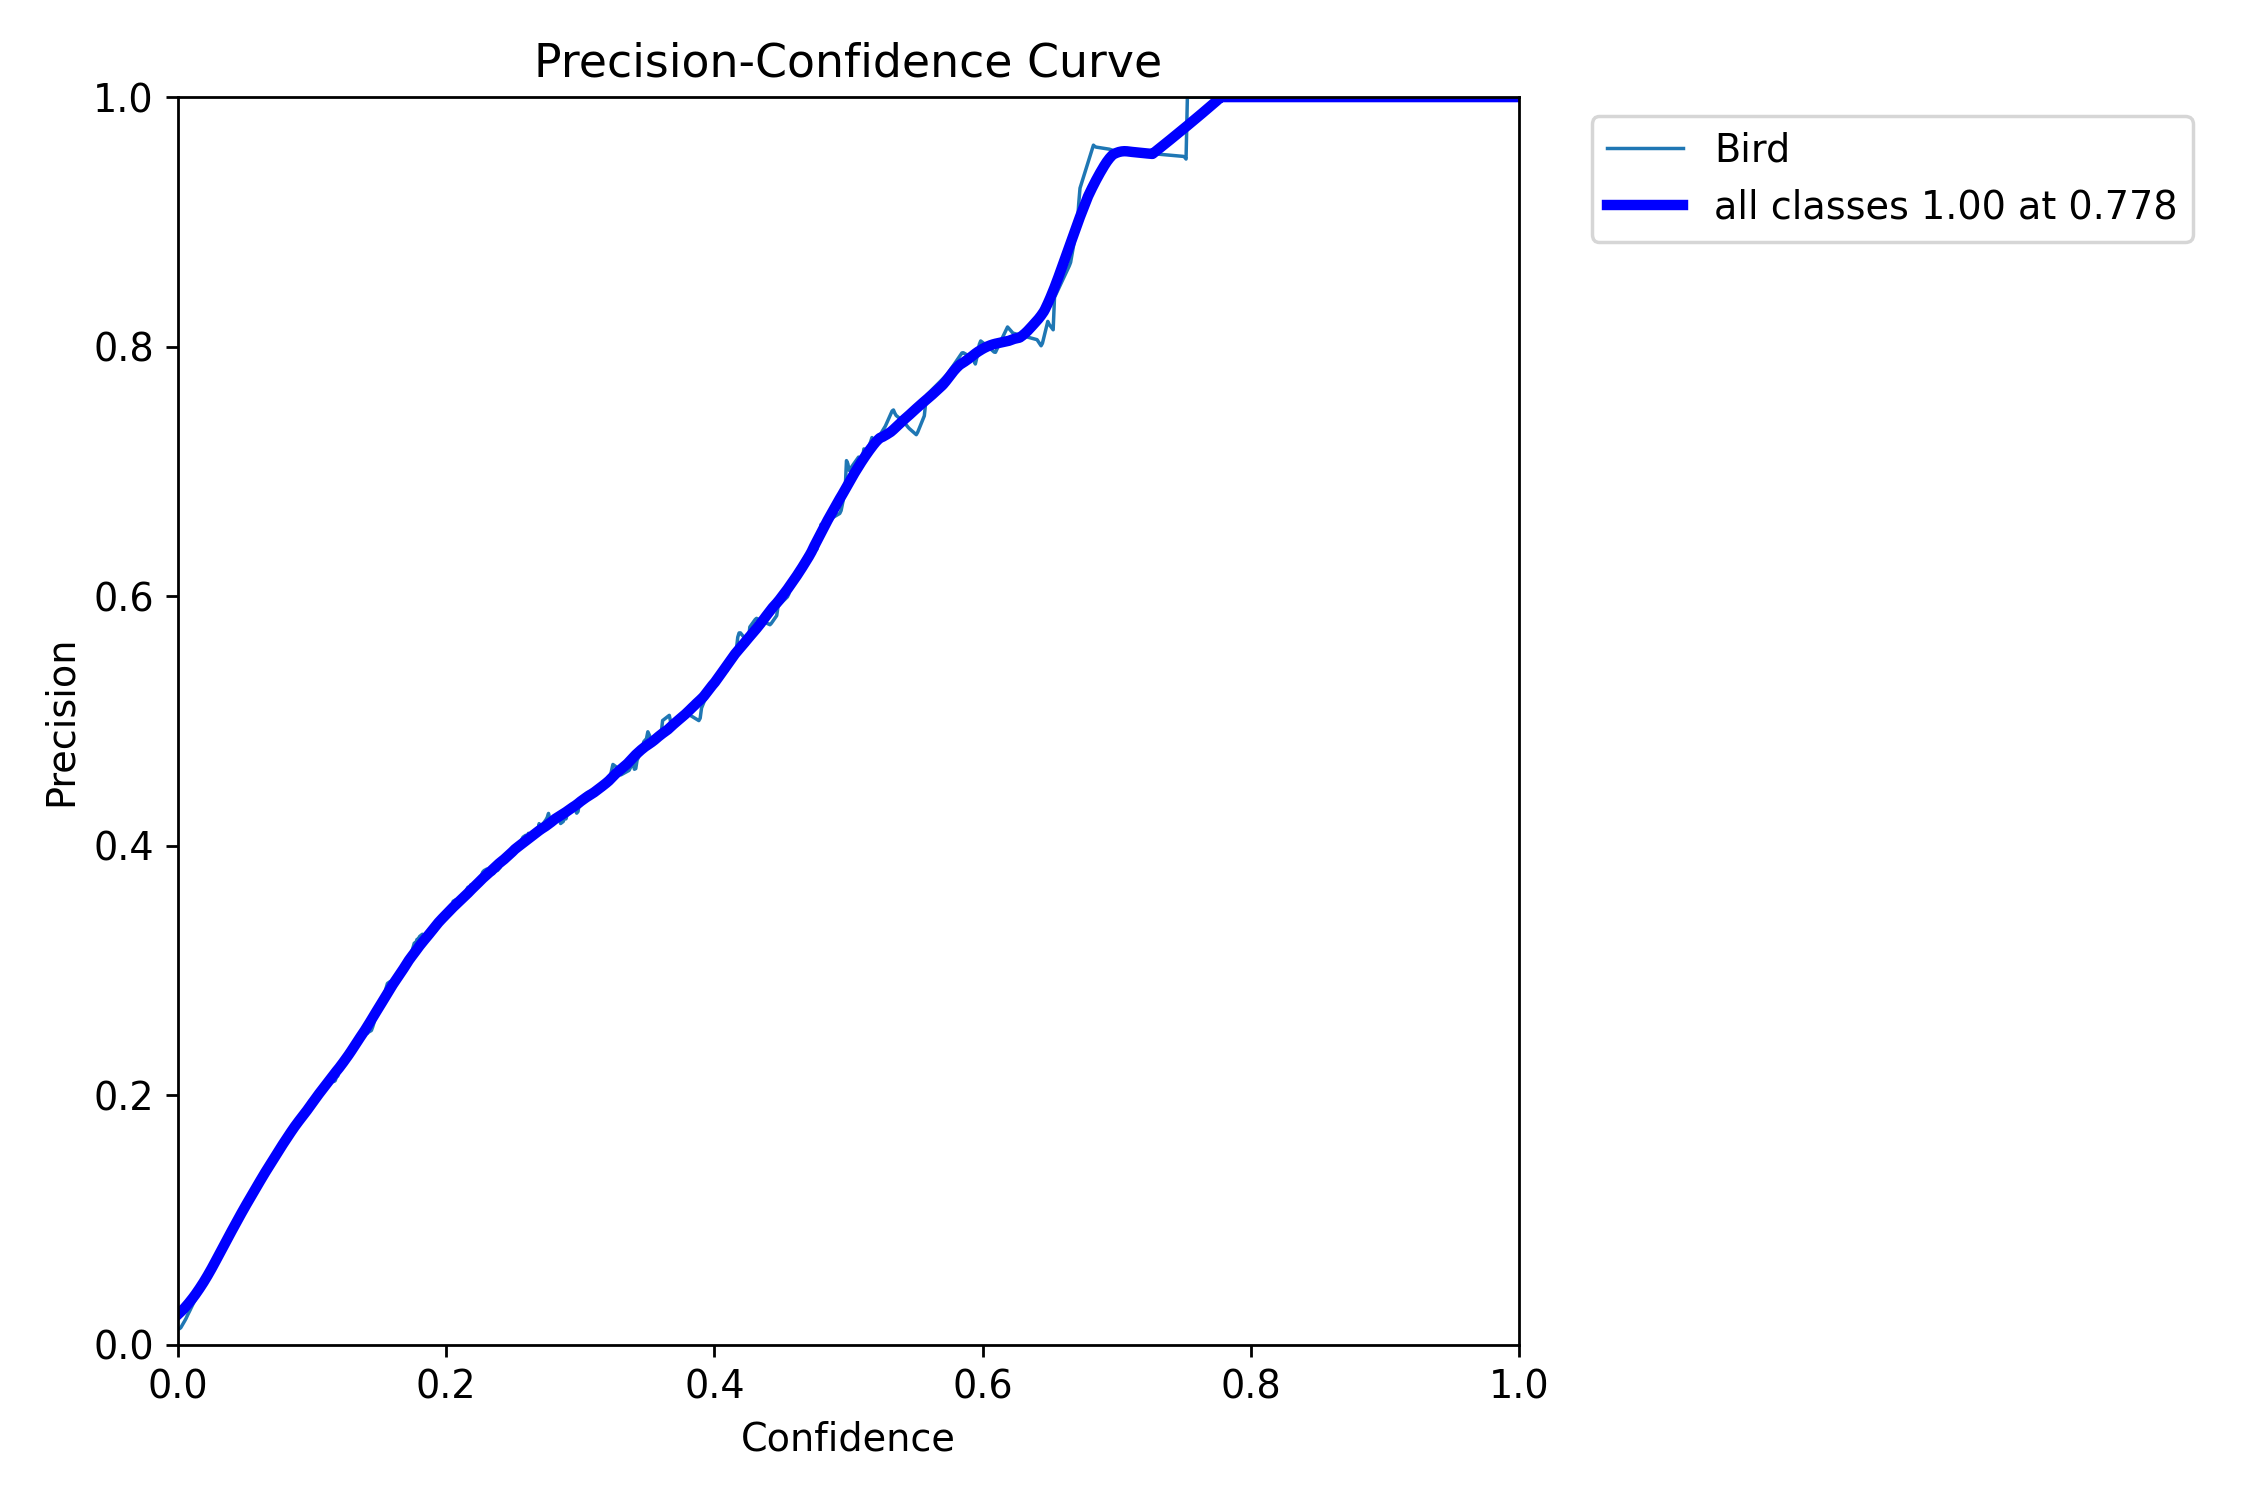 Precision-Confidence Curve
1.0
0.8
0.6
0.4
0.2
0.0
Precision
0.0 0.2 0.4 0.6 0.8 1.0
Confidence
Bird
all classes 1.00 at 0.778